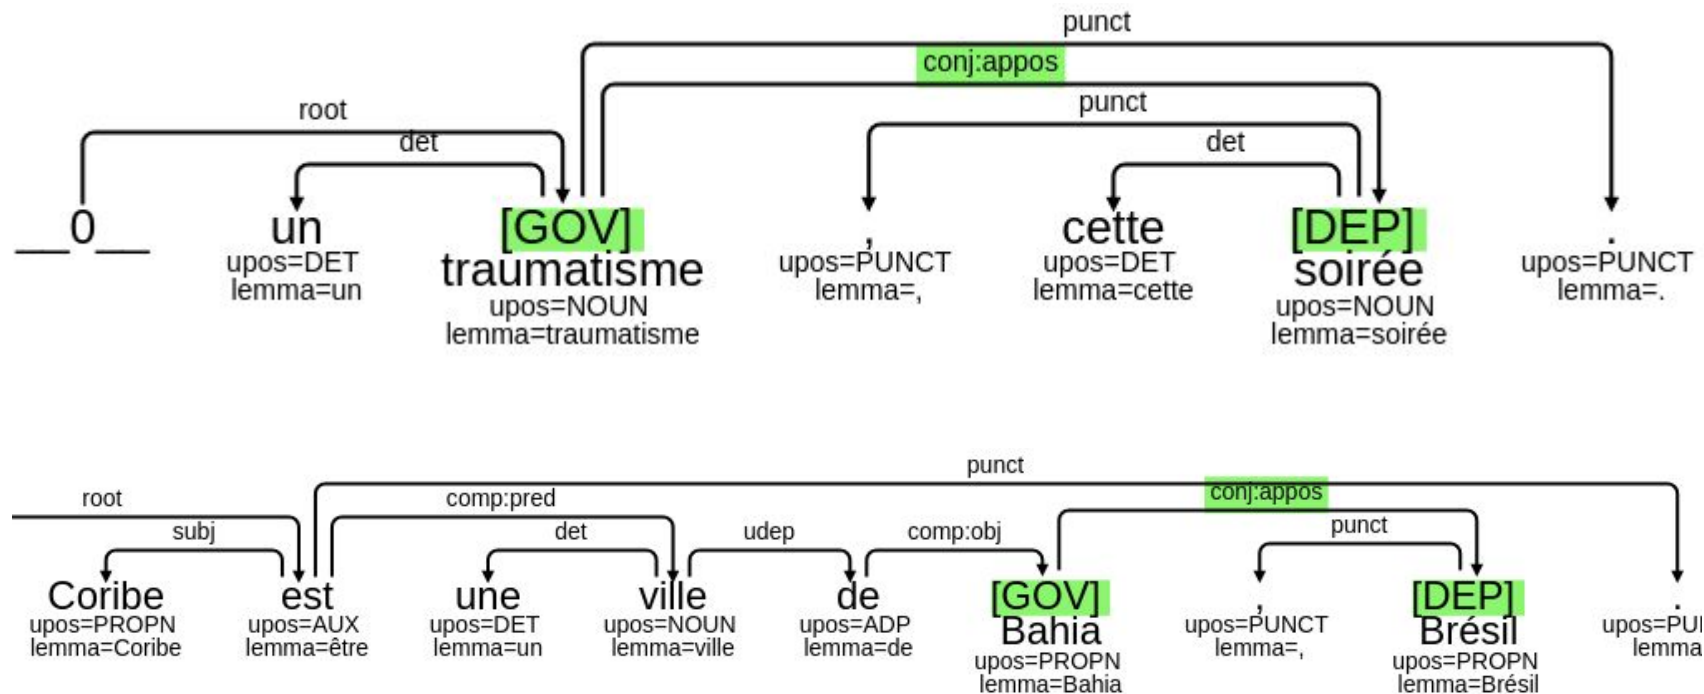 punct
conj:appos
punct
root
det
det
__0__ un [GOV] , cette [DEP] .
upos=DET traumatisme upos=PUNCT upos=DET soirée upos=PUNCT
lemma=un upos=NOUN lemma=, lemma=cette upos=NOUN lemma=.
lemma=traumatisme lemma=soirée
punct
root comp:pred conj:appos
subj det udep comp:obj punct
Coribe est une ville de [GOV] , [DEP] .
upos=PROPN upos=AUX upos=DET upos=NOUN upos=ADP Bahia upos=PUNCT Brésil upos=PU
lemma=Coribe lemma=être lemma=un lemma=ville lemma=de upos=PROPN lemma=, upos=PROPN lemma
lemma=Bahia lemma=Brésil